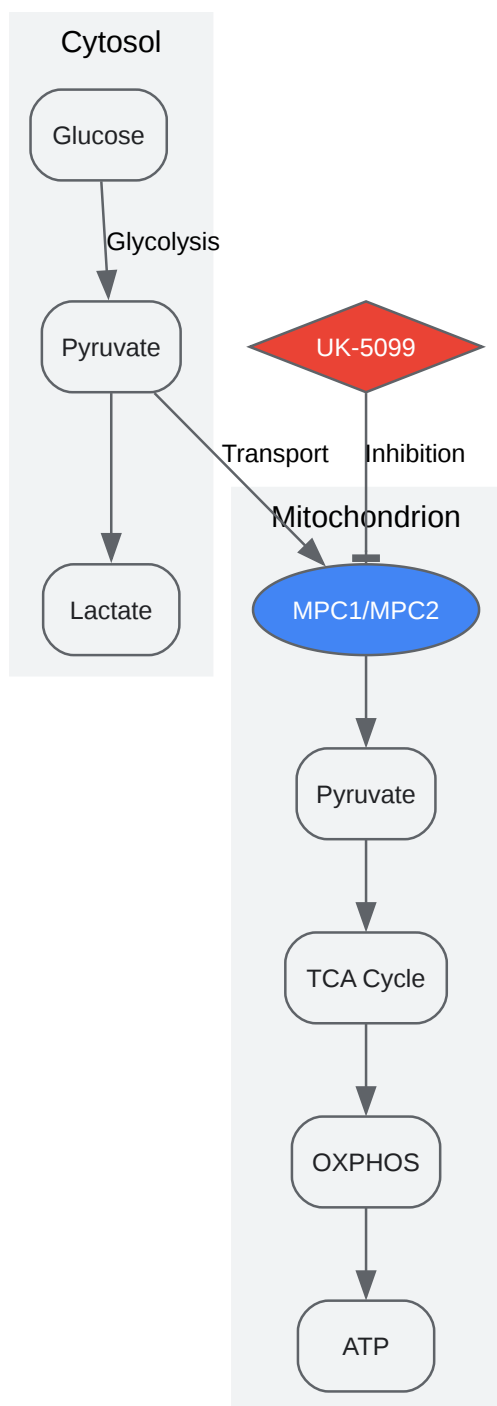 Cytosol
Glucose
Glycolysis
Pyruvate
UK-5099
Transport
Inhibition
Mitochondrion
Lactate
MPC1/MPC2
Pyruvate
TCA Cycle
OXPHOS
ATP